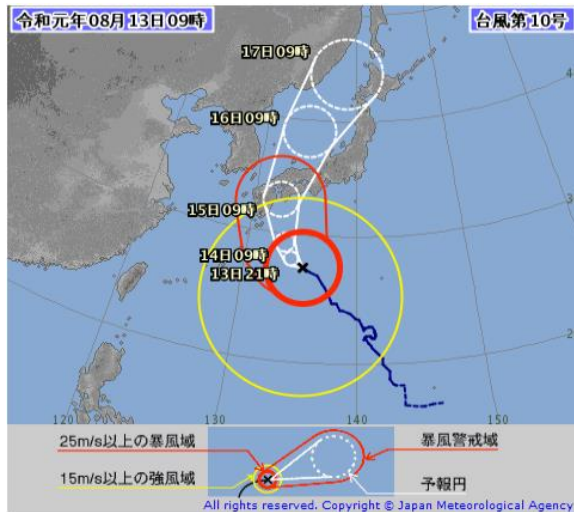 令和元年08月13日09時
台風第10号
17日09時
16日09時
15日09時
14日09時
13日21時
4
3
2
120
130
140
150
25m/s以上の暴風域
暴風警戒域
15m/s以上の強風域
予報円
All rights reserved. Copyright © Japan Meteorological Agency